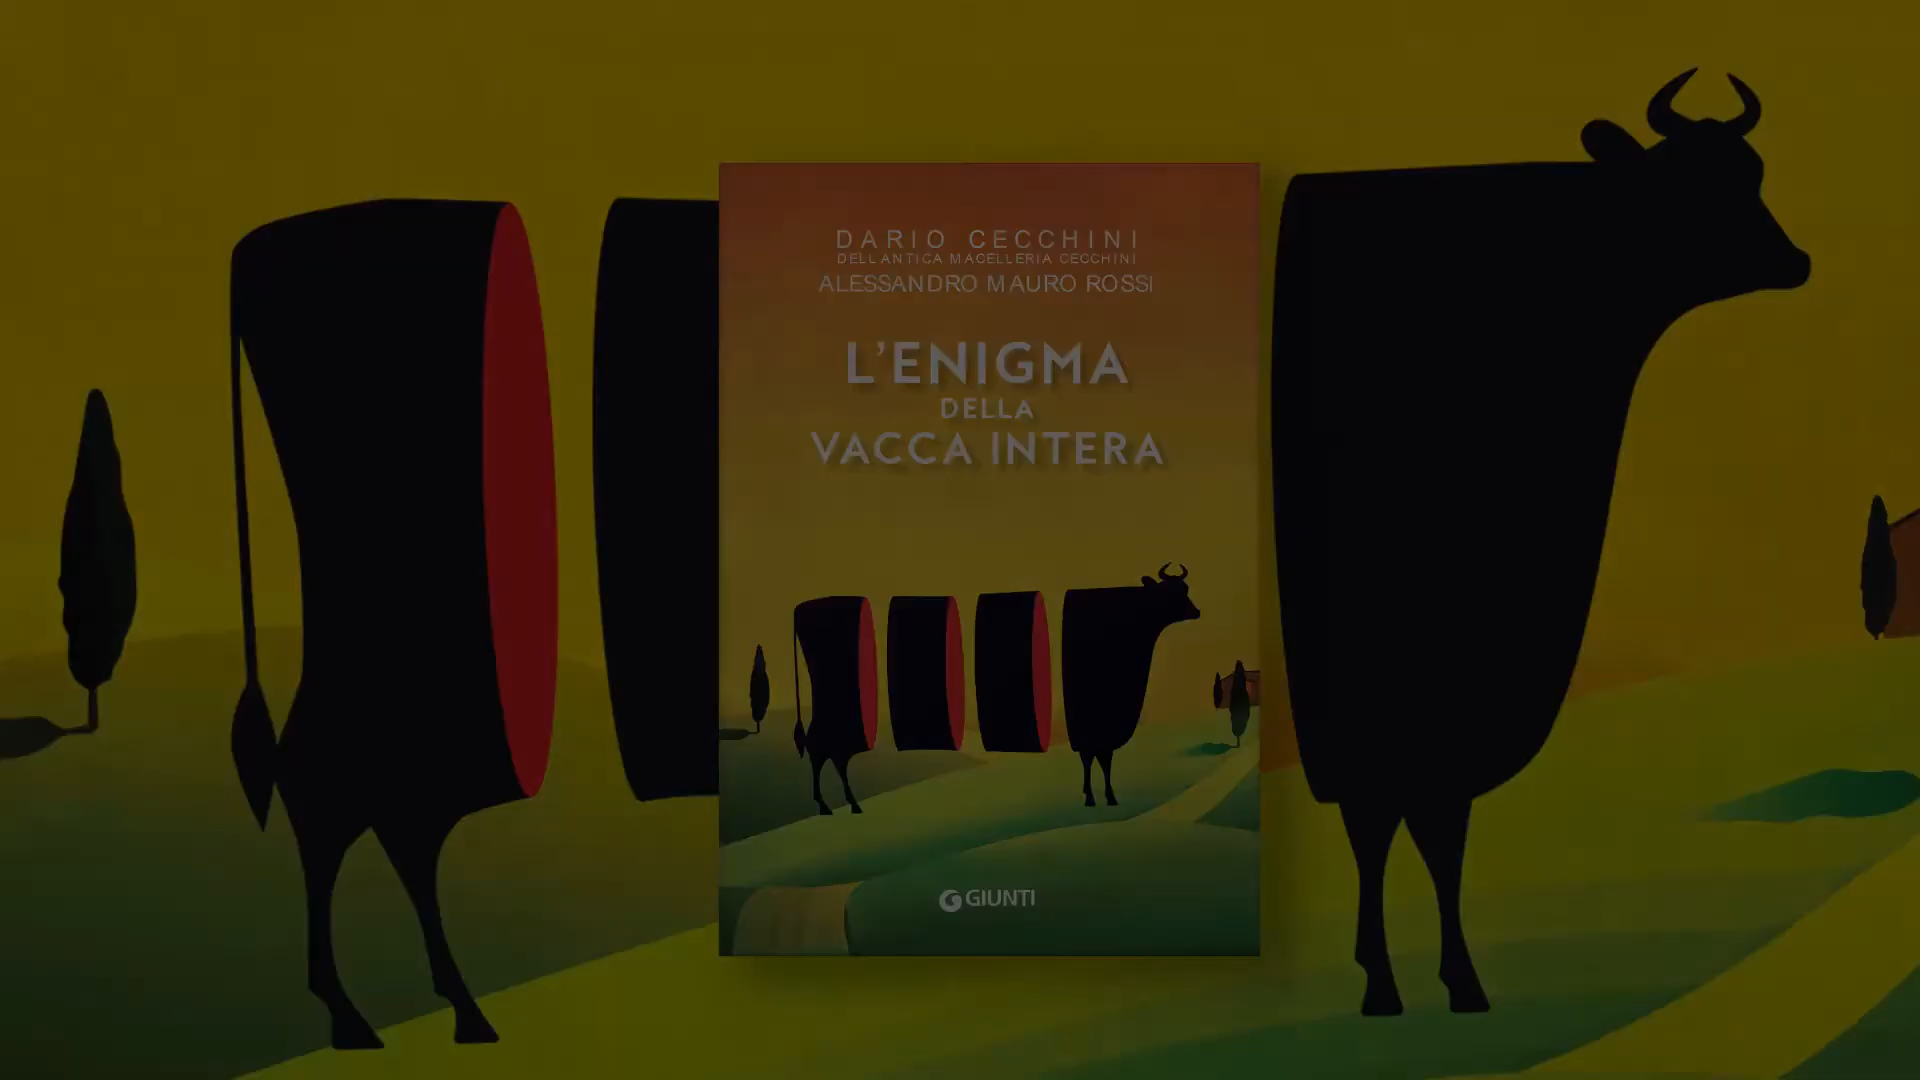 DARIO CECCHINI
DELL'ANTICA MACELLERIA CECCHINI
ALESSANDRO MAURO ROSSI
L'ENIGMA
DELLA
VACCA INTERA
GIUNTI